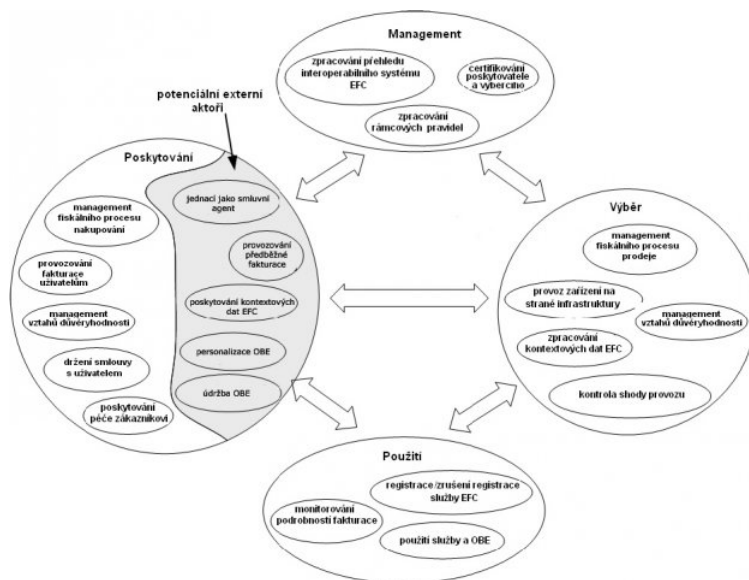 Management
zpracování přehledu
interoperabilního systému
EFC
certifikování
poskytovatele
a výběrčího
zpracování
rámcových pravidel
potenciální externí
aktoři
Poskytování
management
fiskálního procesu
nakupování
provozování
fakturace
uživatelům
management
vztahů důvěryhodnosti
držení smlouvy
s uživatelem
poskytování
péče zákazníkovi
jednací jako smluvní
agent
provozování
předběžné
fakturace
poskytování kontextových
dat EFC
personalizace OBE
údržba OBE
Výběr
management
fiskálního procesu
prodeje
provoz zařízení na
straně infrastruktury
management
vztahů důvěryhodnosti
zpracování
kontextových dat EFC
kontrola shody provozu
Použití
registrace/zrušení registrace
služby EFC
monitorování
podrobností fakturace
použití služby a OBE